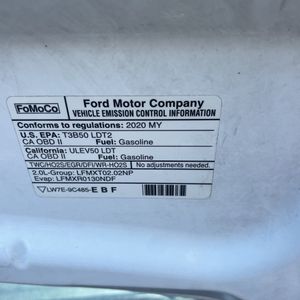 FoMoCo
Ford Motor Company
VEHICLE EMISSION CONTROL INFORMATION
Conforms to regulations: 2020 MY
U.S. EPA: T3B50 LDT2
CA OBD II Fuel: Gasoline
California: ULEV50 LDT
CA OBD II Fuel: Gasoline
TWC/HO2S/EGR/DFI/WR-HO2S No adjustments needed.
2.0L-Group: LFMXT02.02NP
Evap: LFMXR0130NDF
LW7E-9C485-EBF